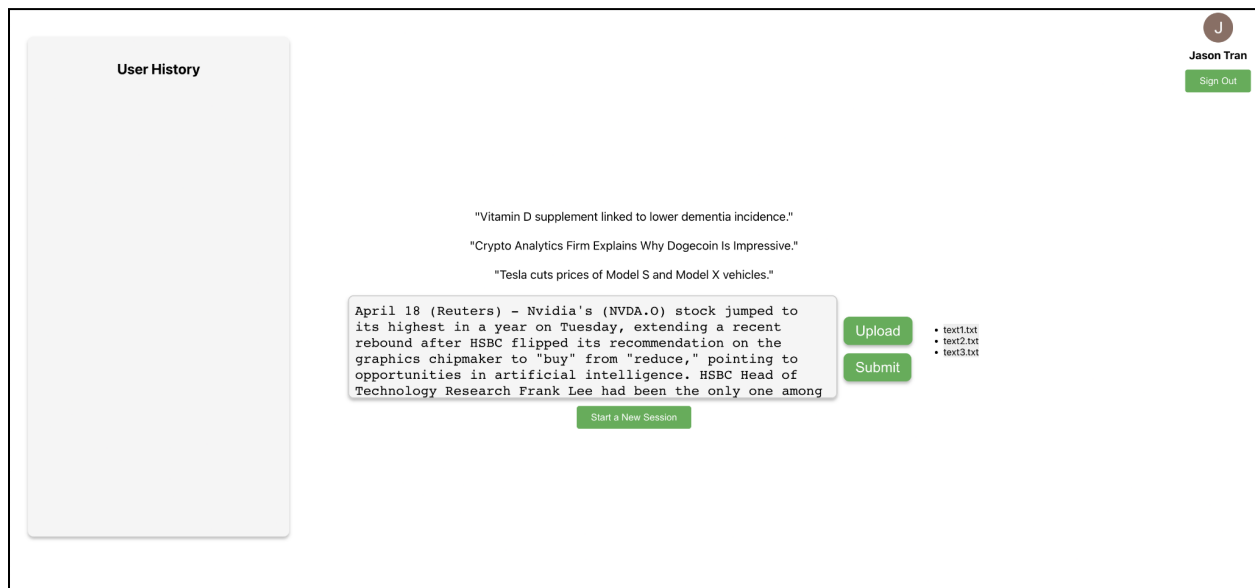 J
Jason Tran
Sign Out
User History
"Vitamin D supplement linked to lower dementia incidence."
"Crypto Analytics Firm Explains Why Dogecoin Is Impressive."
"Tesla cuts prices of Model S and Model X vehicles."
April 18 (Reuters) – Nvidia's (NVDA.O) stock jumped to
its highest in a year on Tuesday, extending a recent
rebound after HSBC flipped its recommendation on the
graphics chipmaker to "buy" from "reduce," pointing to
opportunities in artificial intelligence. HSBC Head of
Technology Research Frank Lee had been the only one among
Upload
Submit
• text1.txt
• text2.txt
• text3.txt
Start a New Session